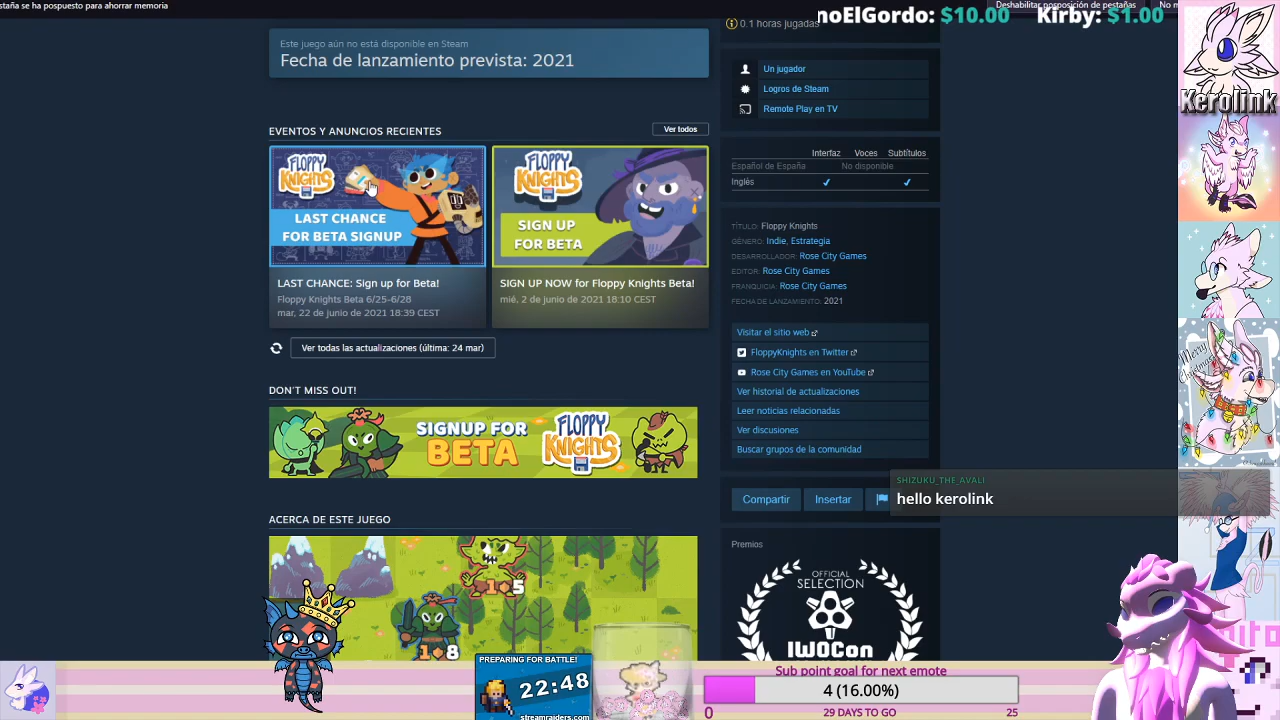 staña se ha pospuesto para ahorrar memoria
Deshabilitar posposición de pestañas
No m
noElGordo: $10.00 Kirby: $1.00
Este juego aún no está disponible en Steam
Fecha de lanzamiento prevista: 2021
0.1 horas jugadas
Un jugador
Logros de Steam
Remote Play en TV
EVENTOS Y ANUNCIOS RECIENTES
Ver todos
FLOPPY KNIGHTS
LAST CHANCE
FOR BETA SIGNUP
FLOPPY KNIGHTS
SIGN UP
FOR BETA
LAST CHANCE: Sign up for Beta!
Floppy Knights Beta 6/25-6/28
mar, 22 de junio de 2021 18:39 CEST
SIGN UP NOW for Floppy Knights Beta!
mié, 2 de junio de 2021 18:10 CEST
Ver todas las actualizaciones (última: 24 mar)
Interfaz Voces Subtítulos
Español de España No disponible
Inglés ✓ ✓
TÍTULO: Floppy Knights
GÉNERO: Indie, Estrategia
DESARROLLADOR: Rose City Games
EDITOR: Rose City Games
FRANQUICIA: Rose City Games
FECHA DE LANZAMIENTO: 2021
Visitar el sitio web
FloppyKnights en Twitter
Rose City Games en YouTube
Ver historial de actualizaciones
Leer noticias relacionadas
Ver discusiones
Buscar grupos de la comunidad
DON'T MISS OUT!
SIGNUP FOR
BETA
FLOPPY KNIGHTS
Compartir
Insertar
SHIZUKU_THE_AVALI
hello kerolink
ACERCA DE ESTE JUEGO
1 5
1 8
Premios
OFFICIAL
SELECTION
IWOCon
Kerolink
Merry Christmas
PREPARING FOR BATTLE!
22:48
streamraiders.com
Sub point goal for next emote
4 (16.00%)
0
29 DAYS TO GO
25